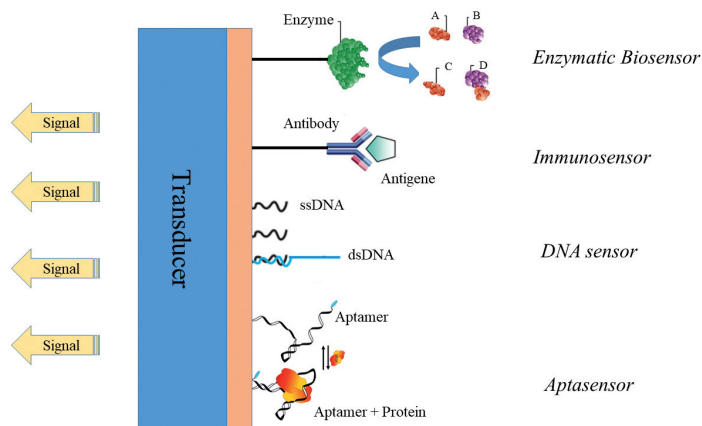 Enzyme
A
B
C
D
Enzymatic Biosensor
Signal
Antibody
Antigene
Immunosensor
Transducer
Signal
ssDNA
dsDNA
DNA sensor
Signal
Aptamer
Signal
Aptamer + Protein
Aptasensor